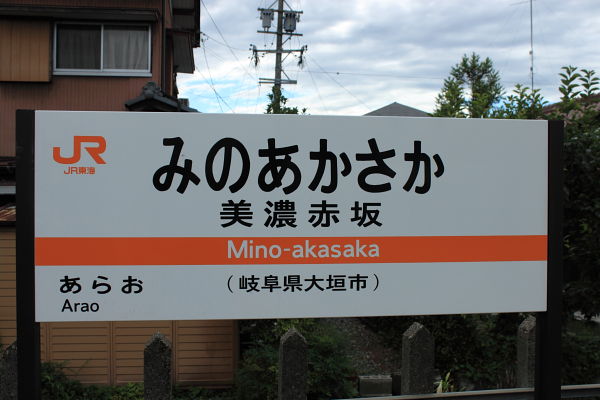 JR
JR東海
みのあかさか
美濃赤坂
Mino-akasaka
あらお
Arao
（岐阜県大垣市）